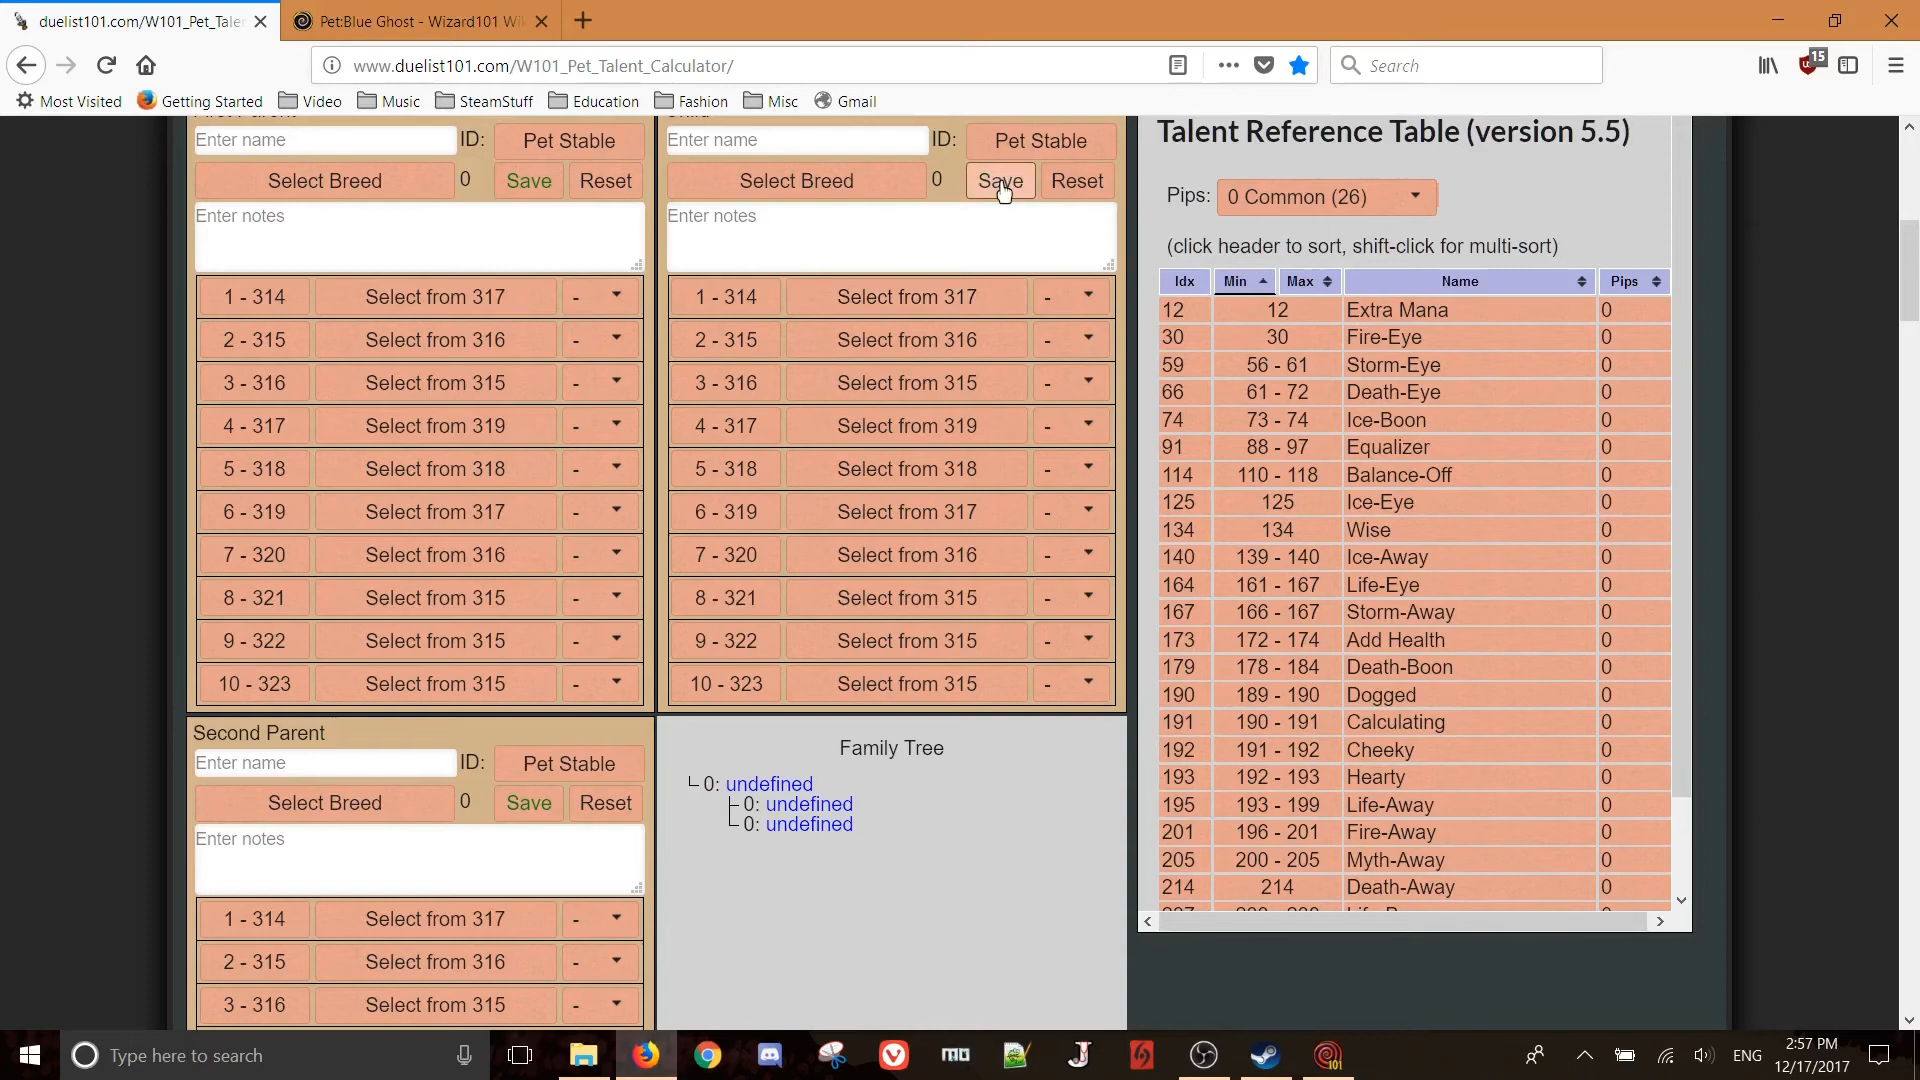 duelist101.com/W101_Pet_Tale
Pet:Blue Ghost - Wizard101 Wi
www.duelist101.com/W101_Pet_Talent_Calculator/
Search
15
Most Visited
Getting Started
Video
Music
SteamStuff
Education
Fashion
Misc
Gmail
Enter name
ID:
Pet Stable
Select Breed
0
Save
Reset
Enter notes
1 - 314 Select from 317 -
2 - 315 Select from 316 -
3 - 316 Select from 315 -
4 - 317 Select from 319 -
5 - 318 Select from 318 -
6 - 319 Select from 317 -
7 - 320 Select from 316 -
8 - 321 Select from 315 -
9 - 322 Select from 315 -
10 - 323 Select from 315 -
Enter name
ID:
Pet Stable
Select Breed
0
Save
Reset
Enter notes
1 - 314 Select from 317 -
2 - 315 Select from 316 -
3 - 316 Select from 315 -
4 - 317 Select from 319 -
5 - 318 Select from 318 -
6 - 319 Select from 317 -
7 - 320 Select from 316 -
8 - 321 Select from 315 -
9 - 322 Select from 315 -
10 - 323 Select from 315 -
Second Parent
Enter name
ID:
Pet Stable
Select Breed
0
Save
Reset
Enter notes
1 - 314 Select from 317 -
2 - 315 Select from 316 -
3 - 316 Select from 315 -
Family Tree
0: undefined
0: undefined
0: undefined
Talent Reference Table (version 5.5)
Pips: 0 Common (26)
(click header to sort, shift-click for multi-sort)
Idx Min Max Name Pips
12 12 Extra Mana 0
30 30 Fire-Eye 0
59 56 - 61 Storm-Eye 0
66 61 - 72 Death-Eye 0
74 73 - 74 Ice-Boon 0
91 88 - 97 Equalizer 0
114 110 - 118 Balance-Off 0
125 125 Ice-Eye 0
134 134 Wise 0
140 139 - 140 Ice-Away 0
164 161 - 167 Life-Eye 0
167 166 - 167 Storm-Away 0
173 172 - 174 Add Health 0
179 178 - 184 Death-Boon 0
190 189 - 190 Dogged 0
191 190 - 191 Calculating 0
192 191 - 192 Cheeky 0
193 192 - 193 Hearty 0
195 193 - 199 Life-Away 0
201 196 - 201 Fire-Away 0
205 200 - 205 Myth-Away 0
214 214 Death-Away 0
Type here to search
101
ENG
2:57 PM
12/17/2017